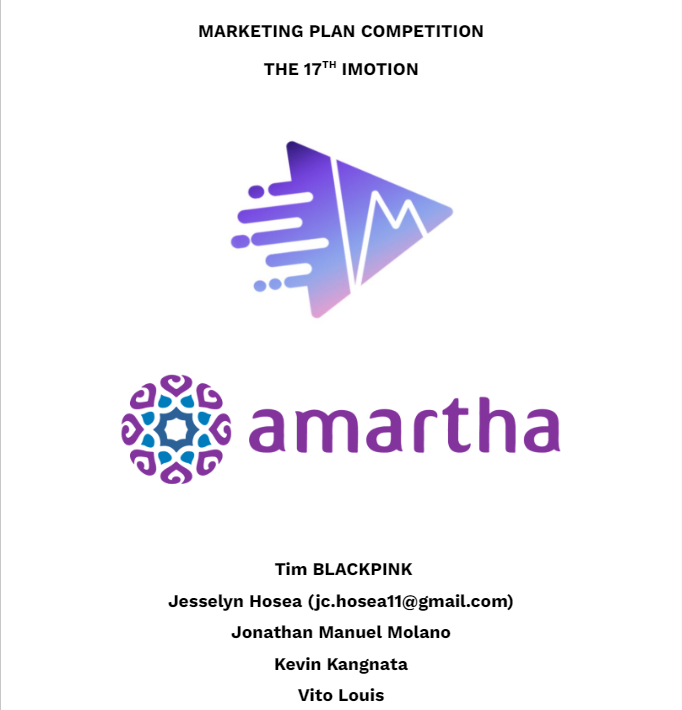 MARKETING PLAN COMPETITION
THE 17TH IMOTION
M
amartha
Tim BLACKPINK
Jesselyn Hosea (jc.hosea11@gmail.com)
Jonathan Manuel Molano
Kevin Kangnata
Vito Louis